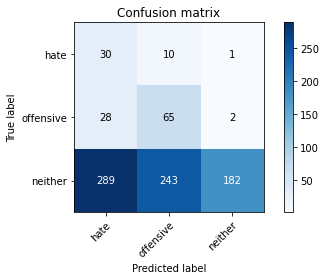 Confusion matrix
hate 30 10 1
offensive 28 65 2
neither 289 243 182
hate offensive neither
True label
Predicted label
250
200
150
100
50